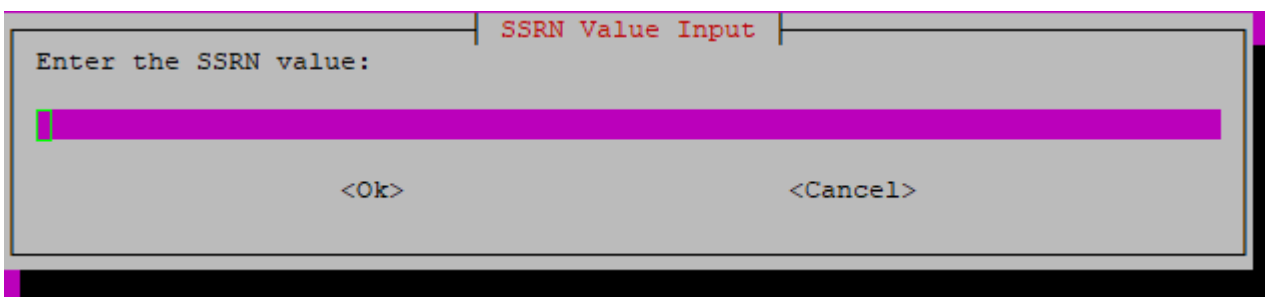 SSRN Value Input
Enter the SSRN value:
<Ok> <Cancel>